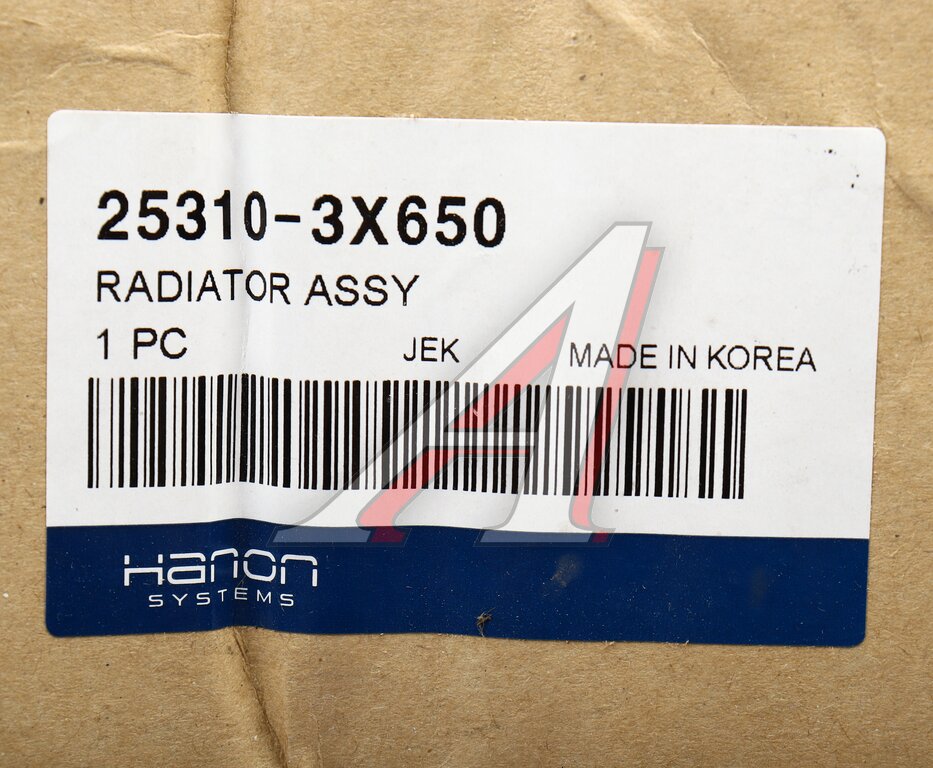 25310-3X650
RADIATOR ASSY
1 PC JEK MADE IN KOREA
Hanon
SYSTEMS